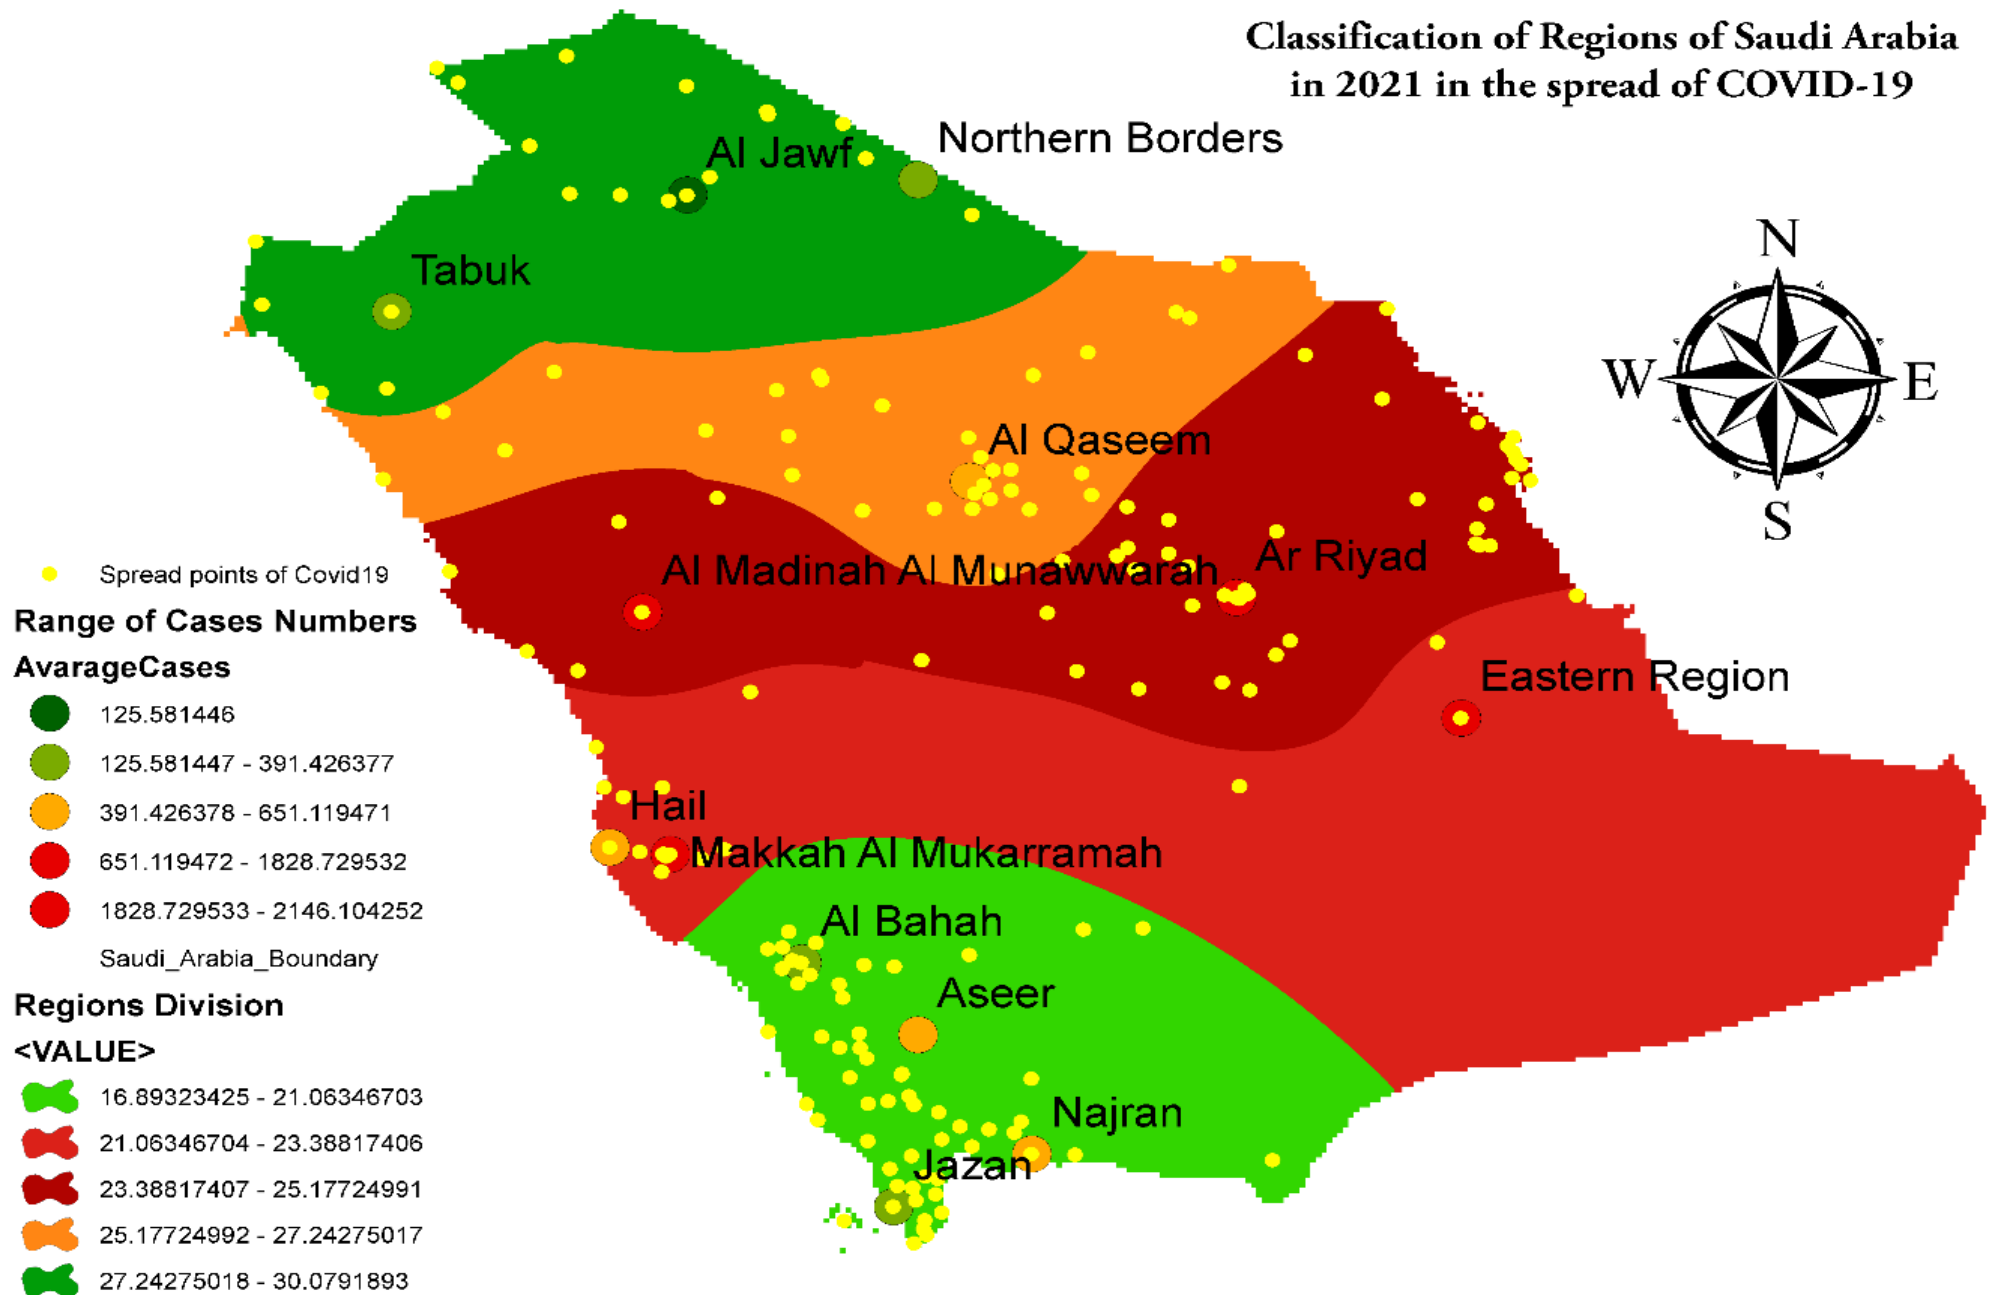 Classification of Regions of Saudi Arabia
in 2021 in the spread of COVID-19
Northern Borders
Al Jawf
Tabuk
N
W
E
S
Al Qaseem
Al Madinah Al Munawwarah
Ar Riyad
Eastern Region
Hail
Makkah Al Mukarramah
Al Bahah
Aseer
Najran
Jazan
Spread points of Covid19
Range of Cases Numbers
AvarageCases
125.581446
125.581447 - 391.426377
391.426378 - 651.119471
651.119472 - 1828.729532
1828.729533 - 2146.104252
Saudi_Arabia_Boundary
Regions Division
<VALUE>
16.89323425 - 21.06346703
21.06346704 - 23.38817406
23.38817407 - 25.17724991
25.17724992 - 27.24275017
27.24275018 - 30.0791893